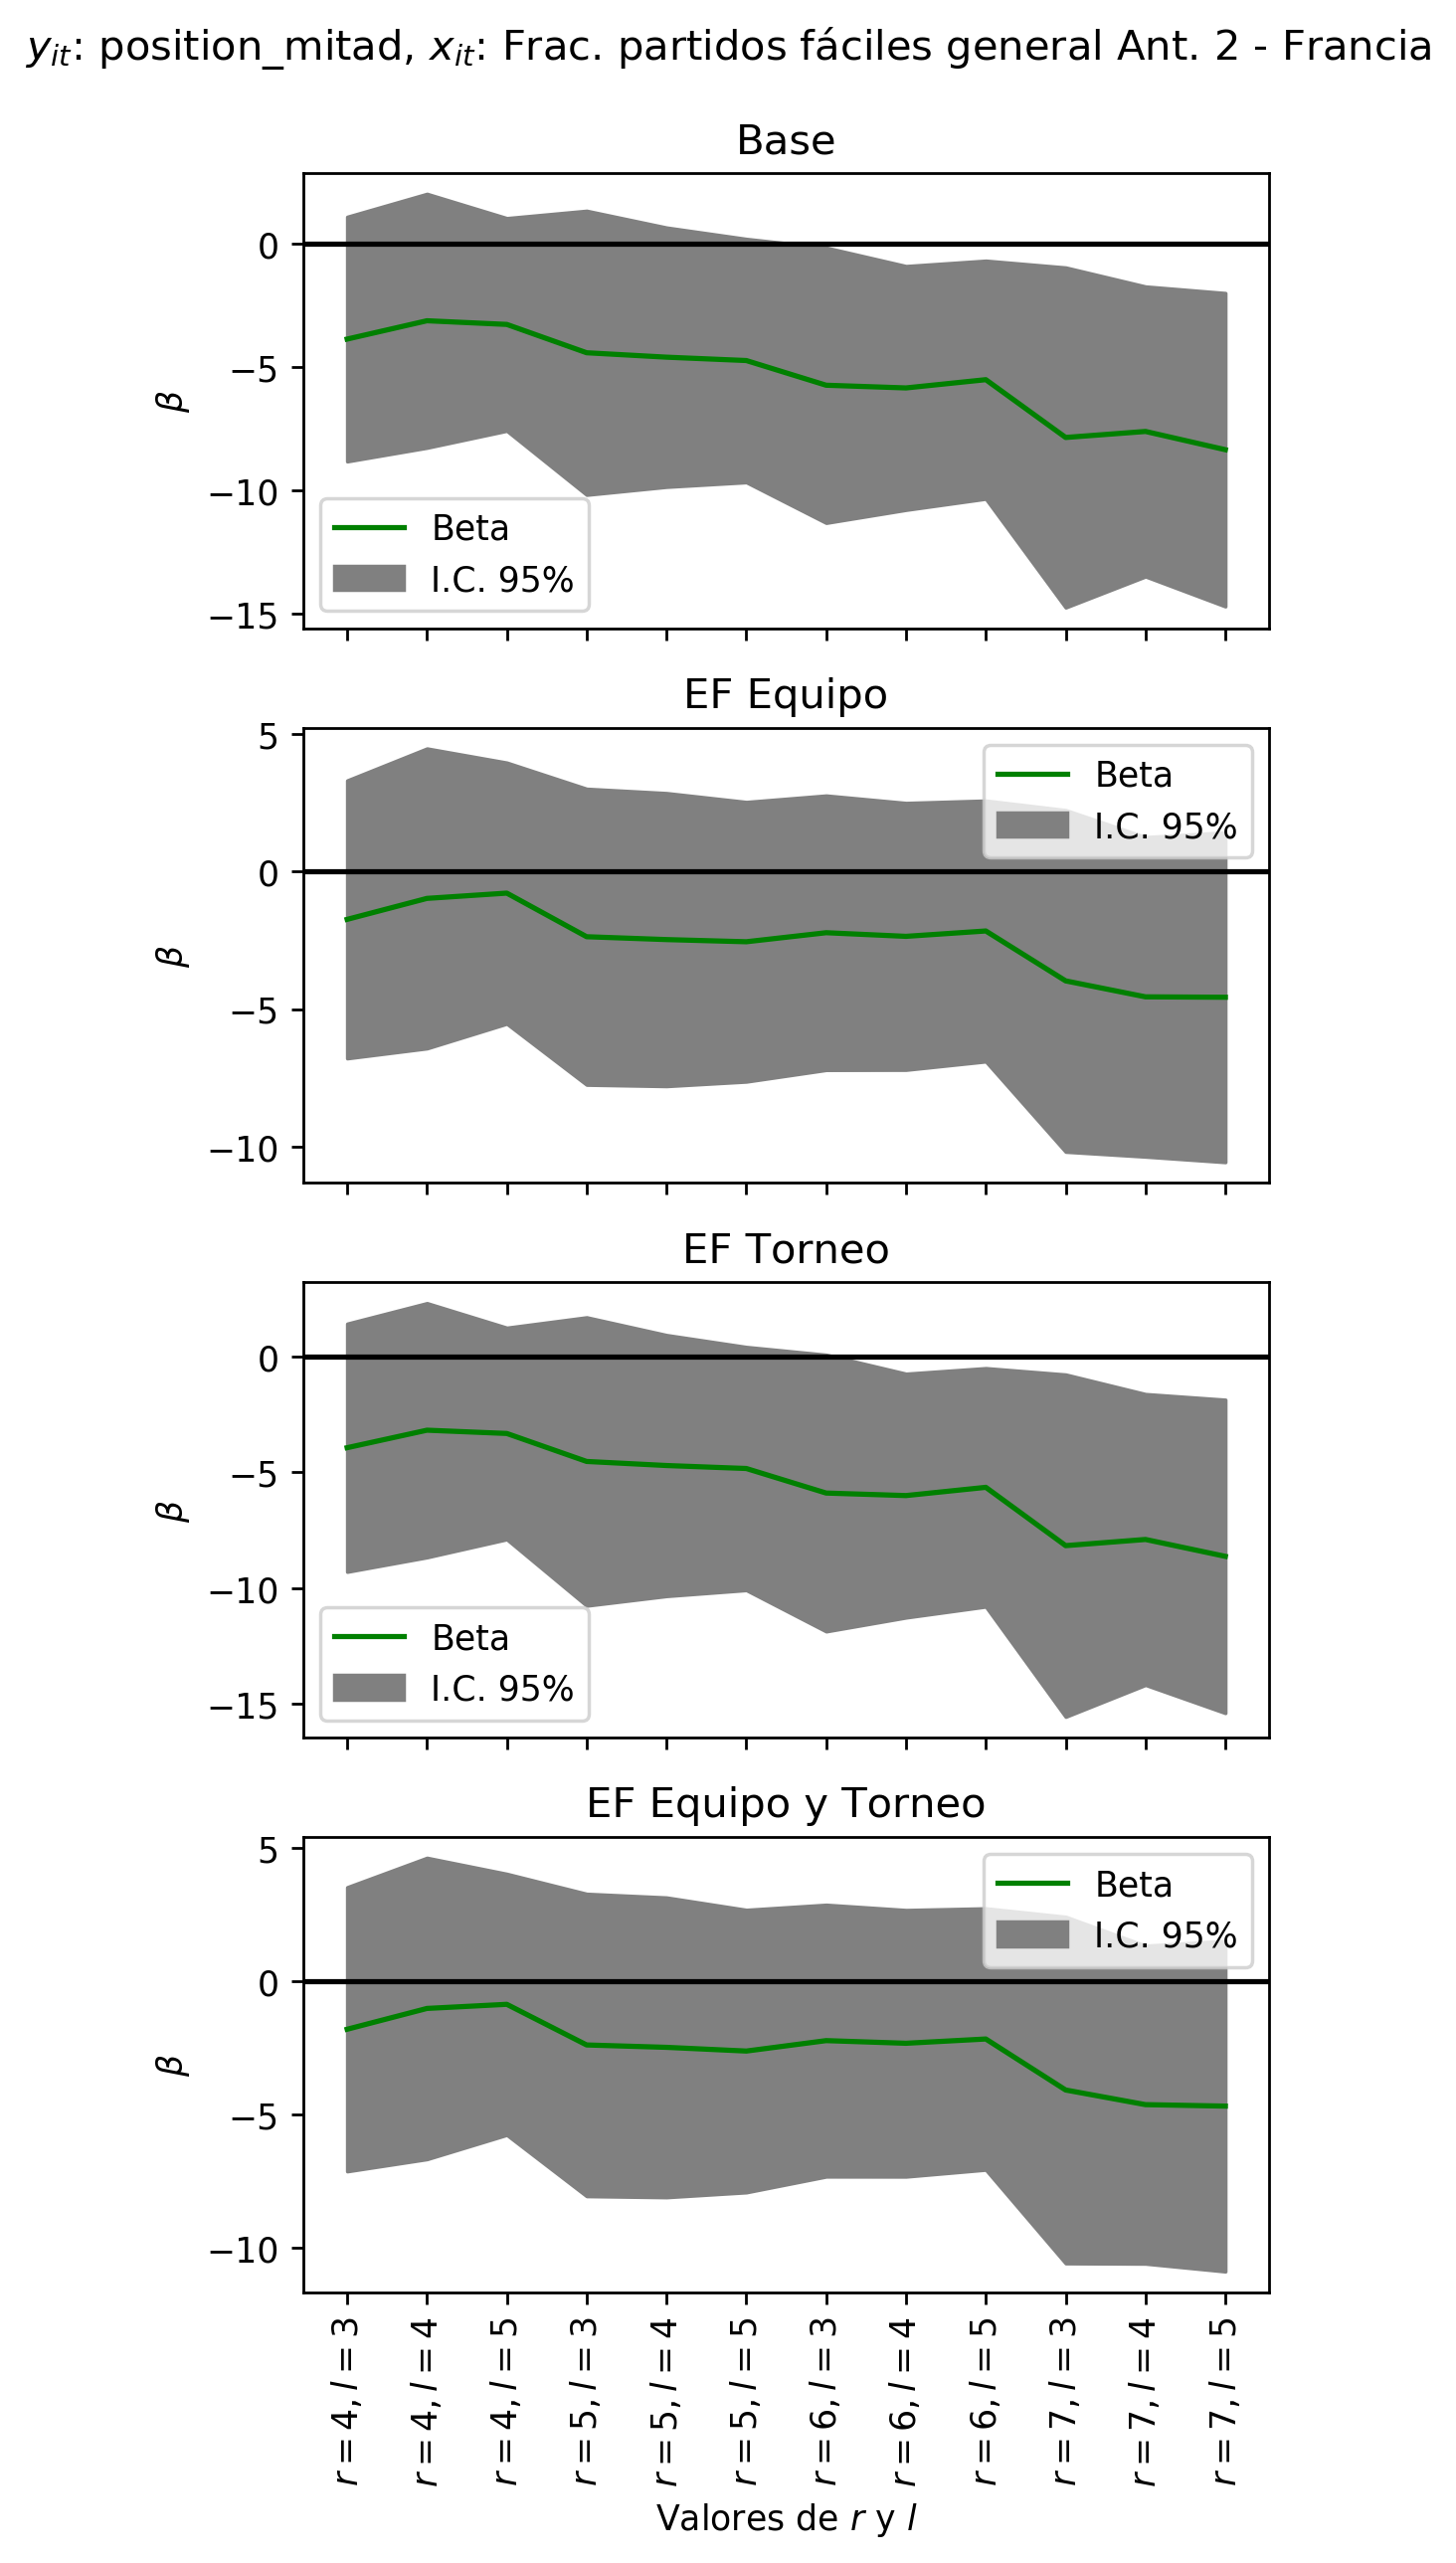 y_it: position_mitad, x_it: Frac. partidos fáciles general Ant. 2 - Francia
Base
0
−5
−10
−15
β
Beta
I.C. 95%
EF Equipo
5
0
−5
−10
β
Beta
I.C. 95%
EF Torneo
0
−5
−10
−15
β
Beta
I.C. 95%
EF Equipo y Torneo
5
0
−5
−10
β
Beta
I.C. 95%
r = 4, l = 3
r = 4, l = 4
r = 4, l = 5
r = 5, l = 3
r = 5, l = 4
r = 5, l = 5
r = 6, l = 3
r = 6, l = 4
r = 6, l = 5
r = 7, l = 3
r = 7, l = 4
r = 7, l = 5
Valores de r y l